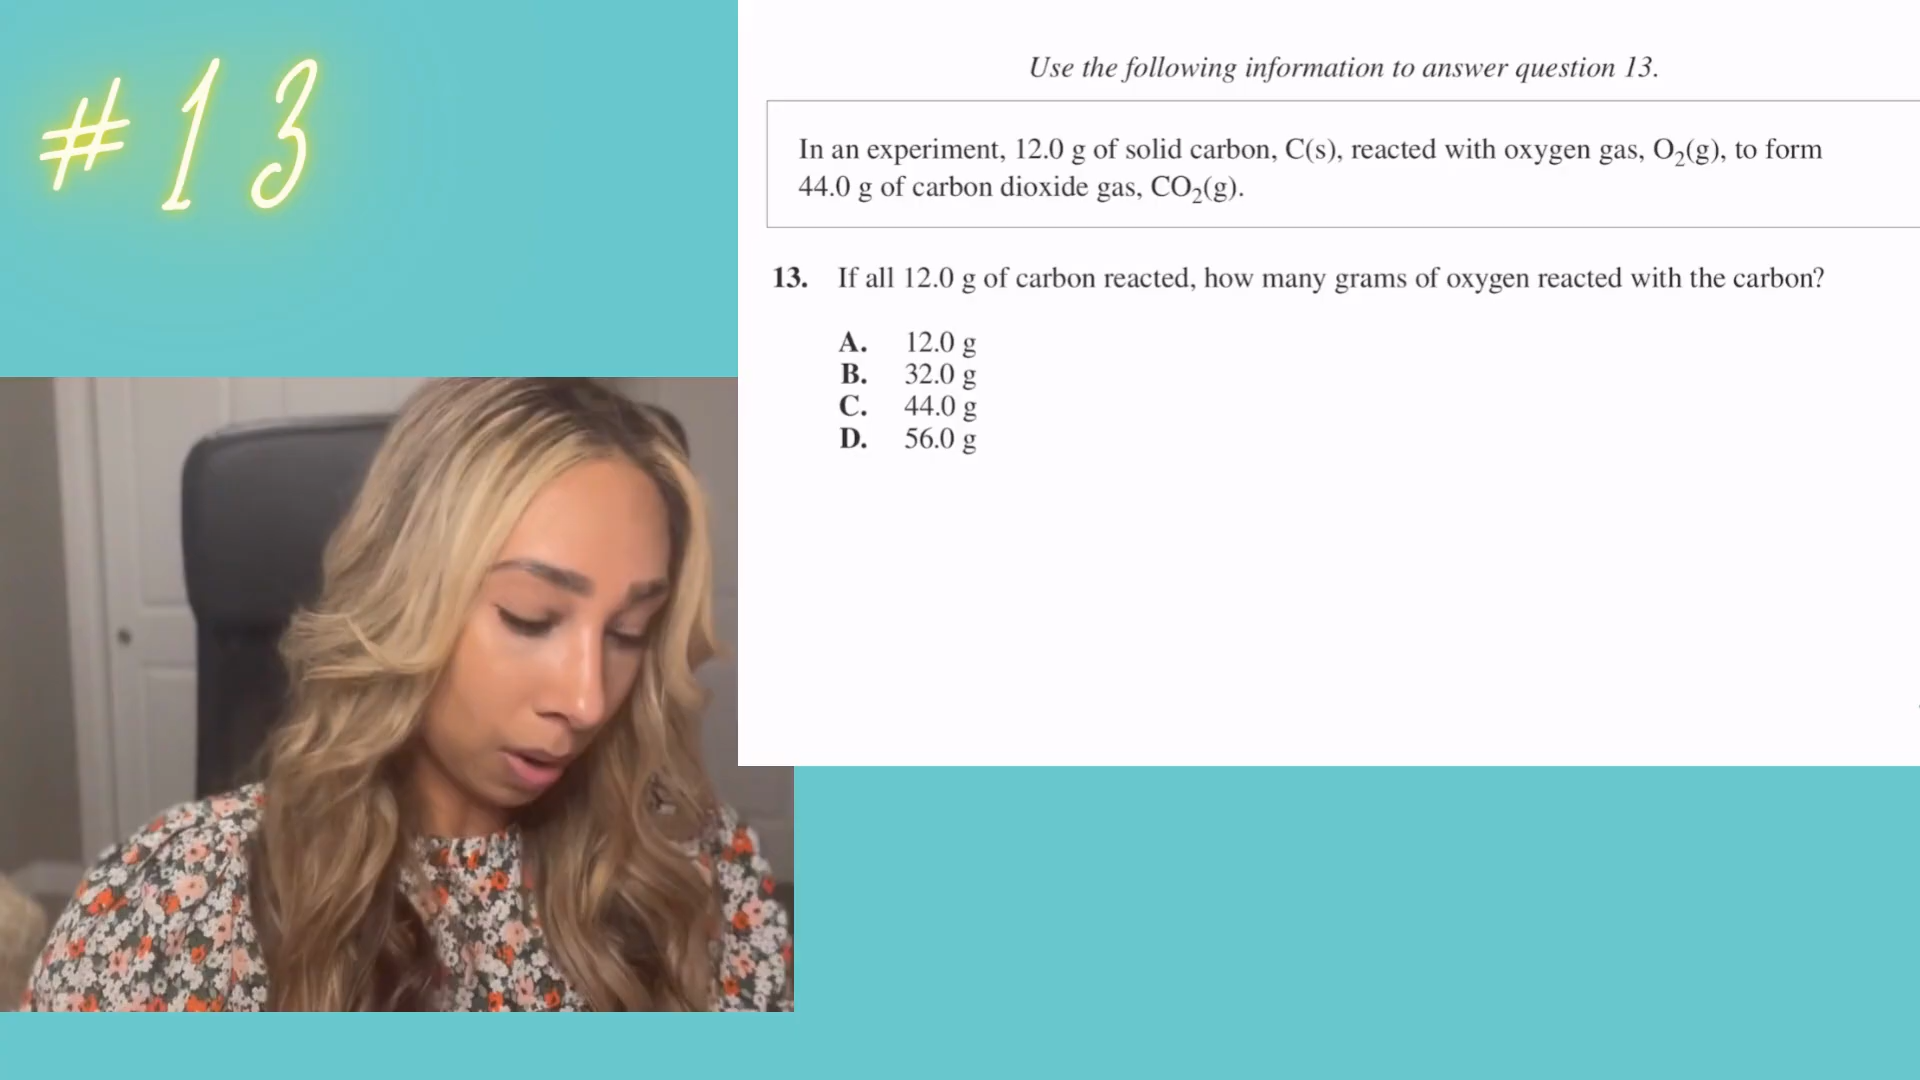 #13
Use the following information to answer question 13.
In an experiment, 12.0 g of solid carbon, C(s), reacted with oxygen gas, O₂(g), to form
44.0 g of carbon dioxide gas, CO₂(g).
13. If all 12.0 g of carbon reacted, how many grams of oxygen reacted with the carbon?
A. 12.0 g
B. 32.0 g
C. 44.0 g
D. 56.0 g